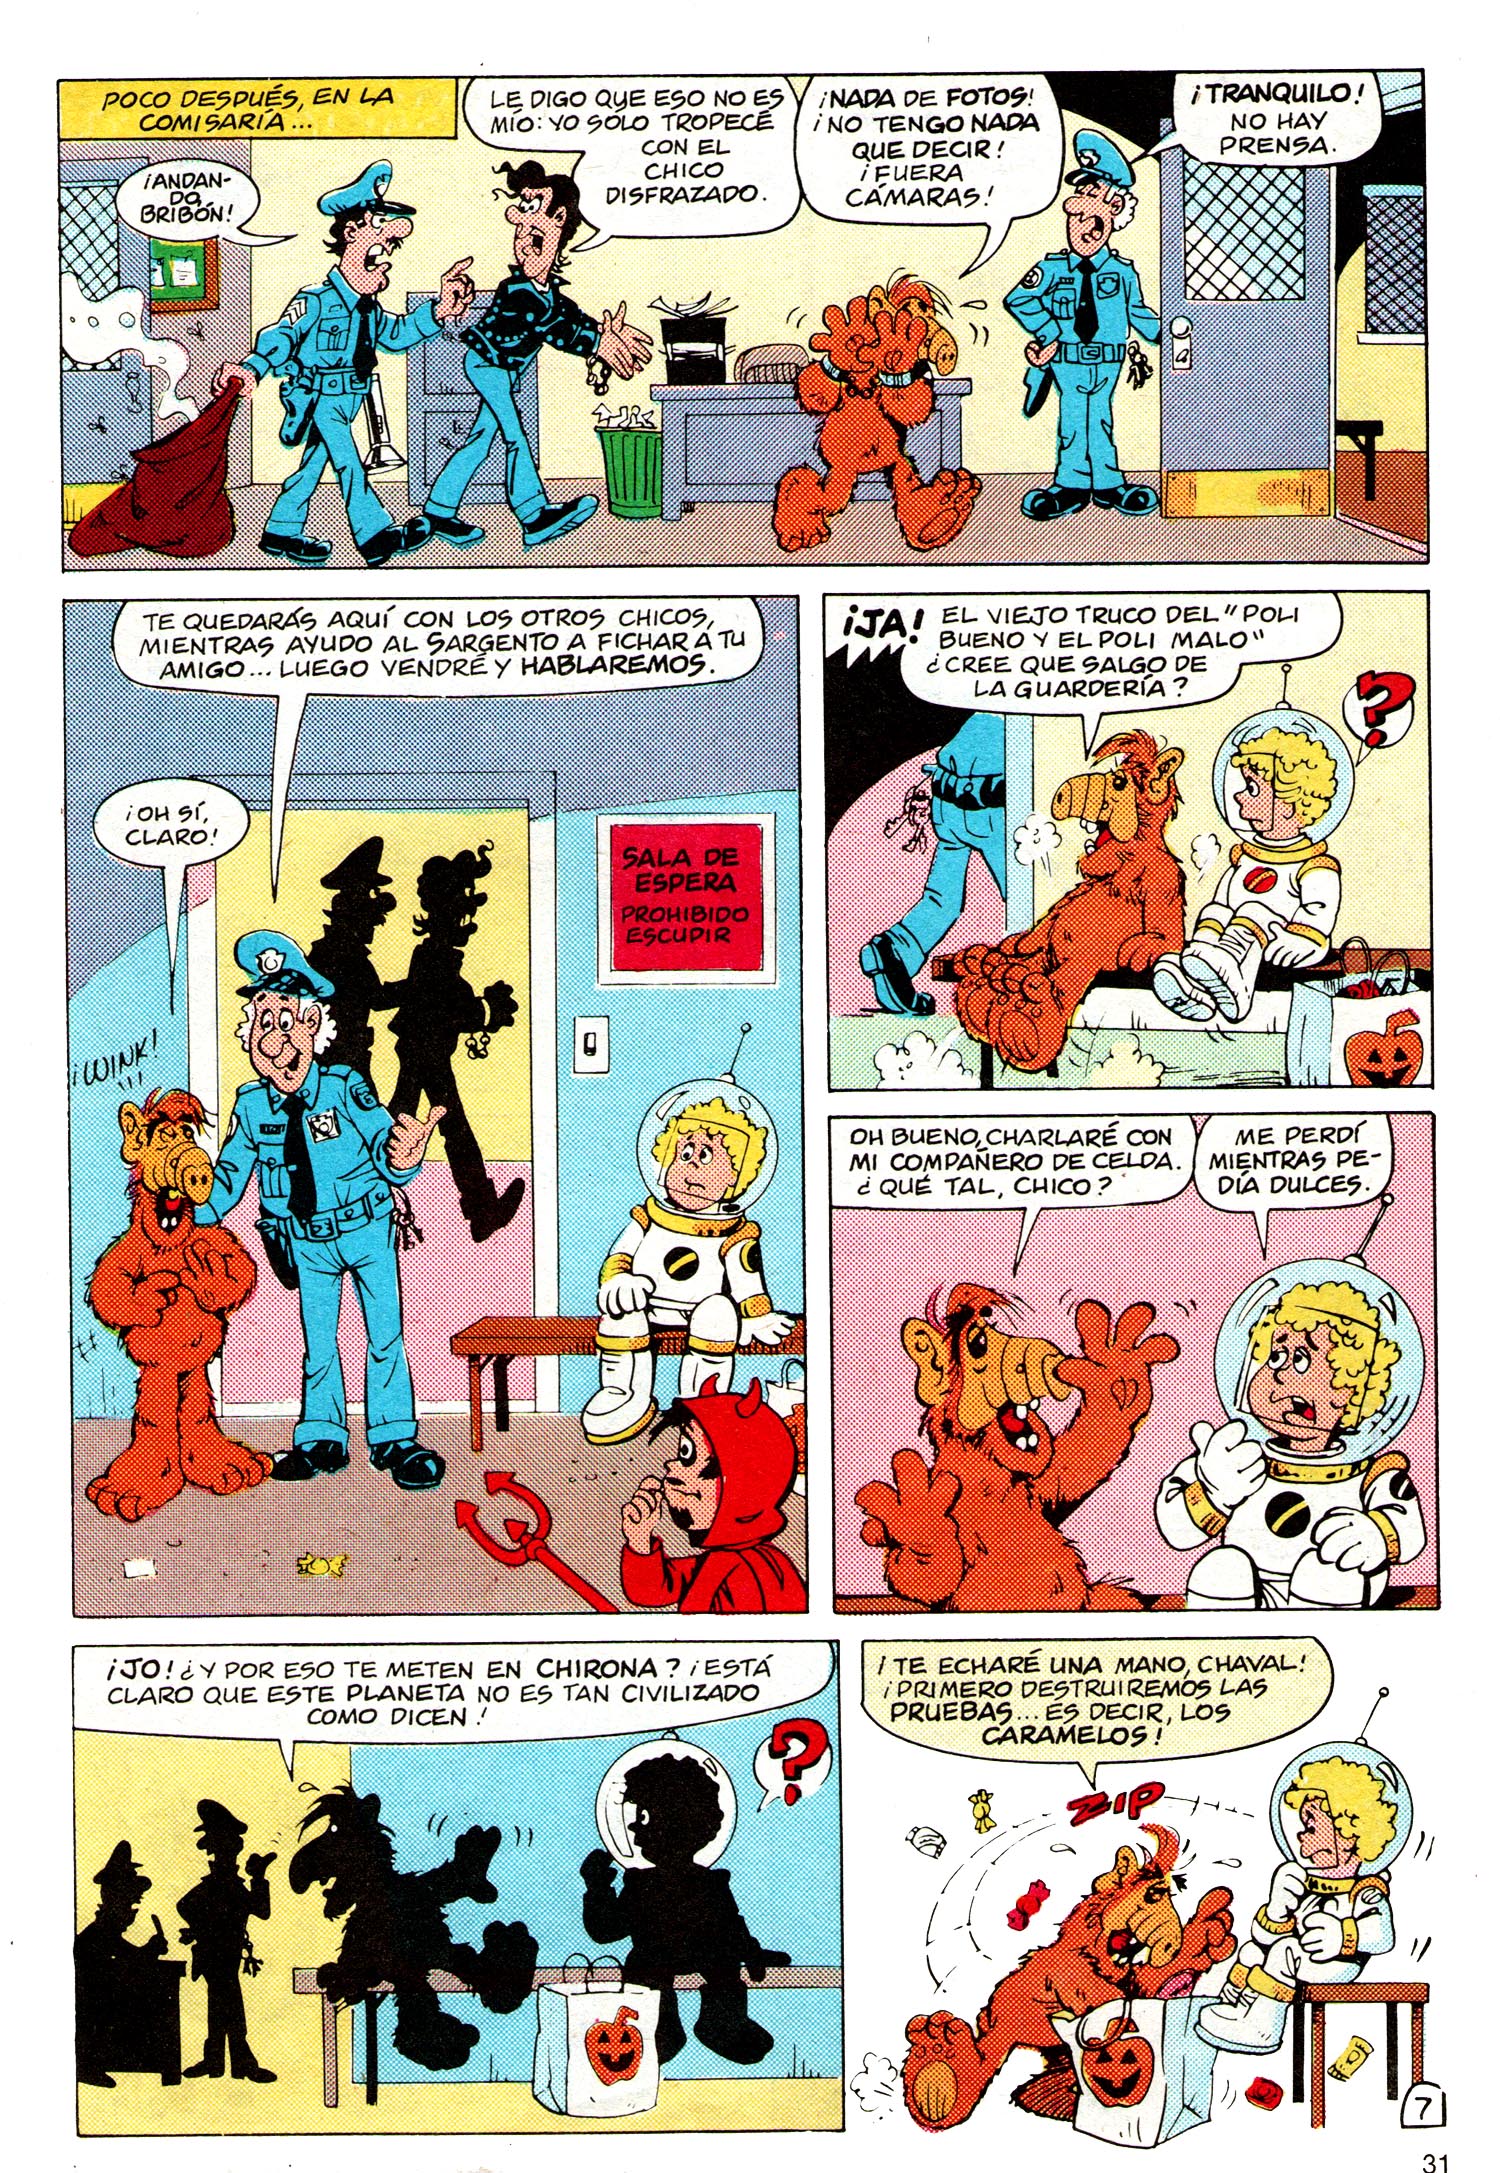 POCO DESPUÉS, EN LA
COMISARÍA...
¡ANDAN-
DO,
BRIBÓN!
LE DIGO QUE ESO NO ES
MÍO: YO SÓLO TROPECÉ
CON EL
CHICO
DISFRAZADO.
¡NADA DE FOTOS!
¡NO TENGO NADA
QUE DECIR!
¡FUERA
CÁMARAS!
¡TRANQUILO!
NO HAY
PRENSA.
TE QUEDARÁS AQUÍ CON LOS OTROS CHICOS,
MIENTRAS AYUDO AL SARGENTO A FICHAR A TU
AMIGO... LUEGO VENDRÉ Y HABLAREMOS.
¡OH SÍ,
CLARO!
¡WINK!
SALA DE
ESPERA
PROHIBIDO
ESCUPIR
¡JA! EL VIEJO TRUCO DEL "POLI
BUENO Y EL POLI MALO"
¿CREE QUE SALGO DE
LA GUARDERÍA?
?
OH BUENO, CHARLARÉ CON
MI COMPAÑERO DE CELDA.
¿QUÉ TAL, CHICO?
ME PERDÍ
MIENTRAS PE-
DÍA DULCES.
¡JO! ¿Y POR ESO TE METEN EN CHIRONA? ¡ESTÁ
CLARO QUE ESTE PLANETA NO ES TAN CIVILIZADO
COMO DICEN!
?
¡TE ECHARÉ UNA MANO, CHAVAL!
¡PRIMERO DESTRUIREMOS LAS
PRUEBAS... ES DECIR, LOS
CARAMELOS!
ZIP
7
31